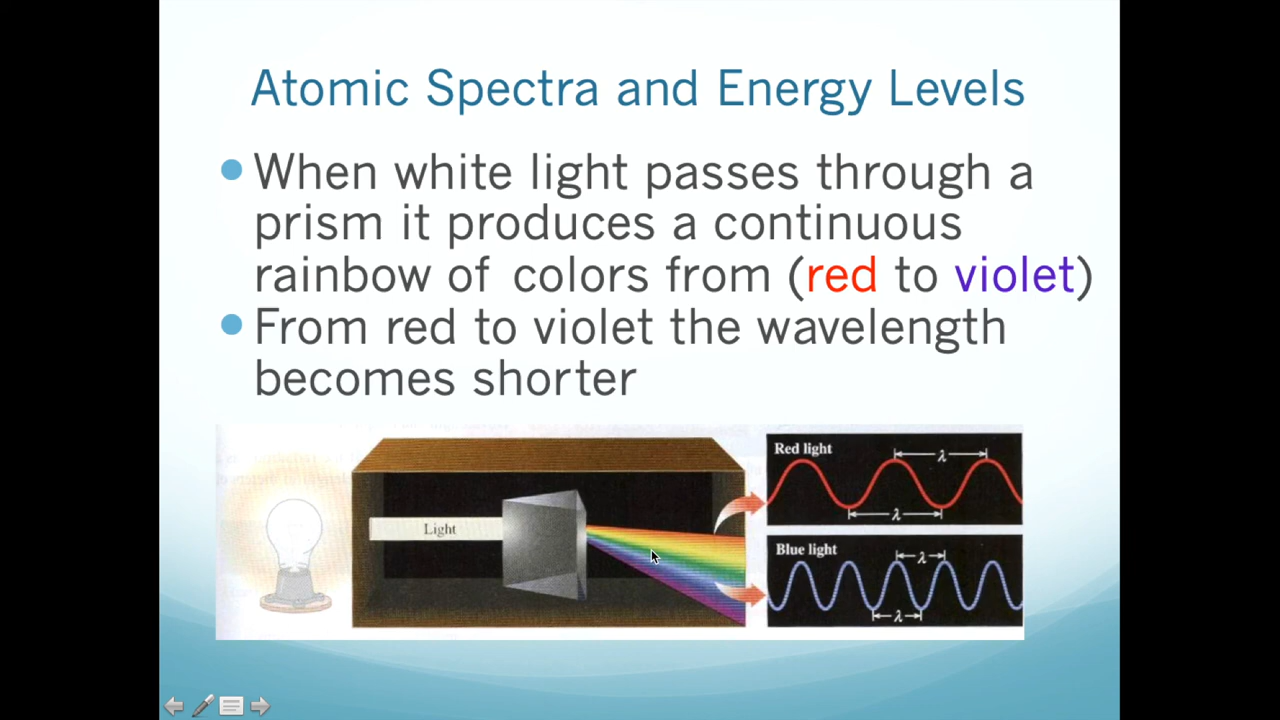 Atomic Spectra and Energy Levels
When white light passes through a
prism it produces a continuous
rainbow of colors from (red to violet)
From red to violet the wavelength
becomes shorter
Light
Red light
λ
λ
Blue light
λ
λ